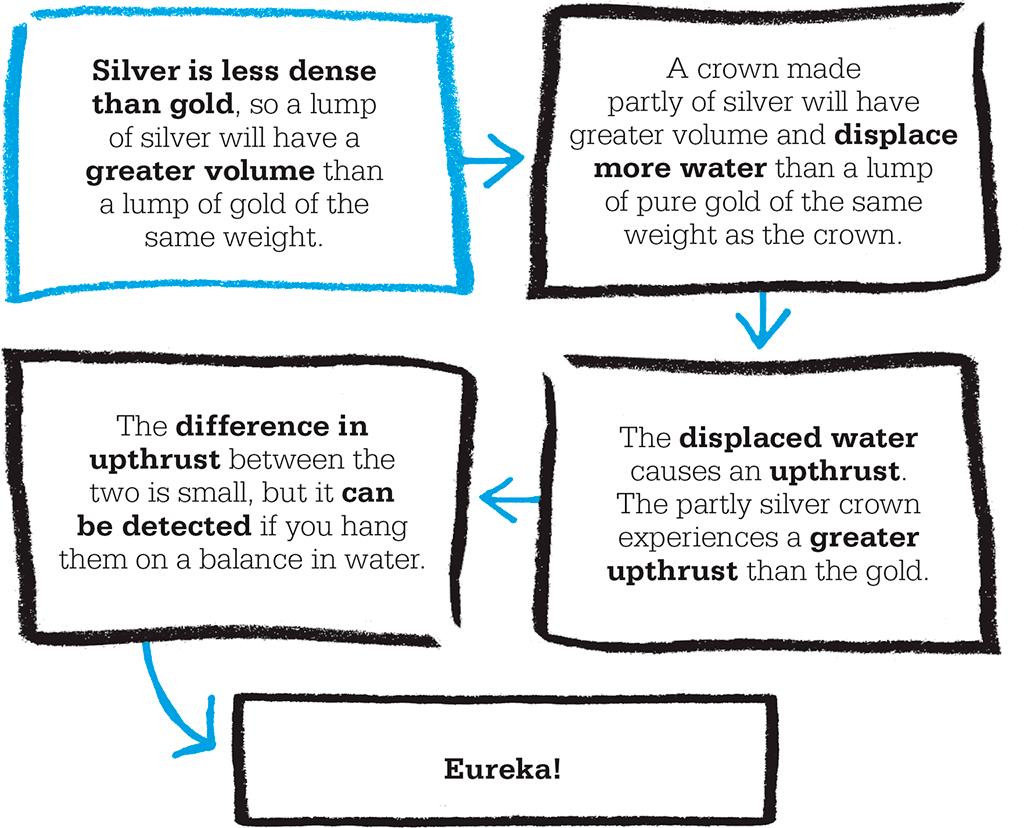 Silver is less dense
than gold, so a lump
of silver will have a
greater volume than
a lump of gold of the
same weight.
A crown made
partly of silver will have
greater volume and displace
more water than a lump
of pure gold of the same
weight as the crown.
The displaced water
causes an upthrust.
The partly silver crown
experiences a greater
upthrust than the gold.
The difference in
upthrust between the
two is small, but it can
be detected if you hang
them on a balance in water.
Eureka!